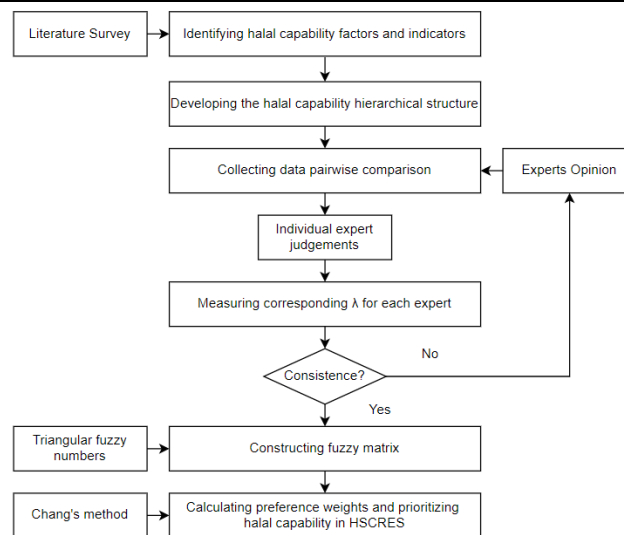 Literature Survey
Identifying halal capability factors and indicators
Developing the halal capability hierarchical structure
Collecting data pairwise comparison
Experts Opinion
Individual expert
judgements
Measuring corresponding λ for each expert
Consistence?
No
Yes
Triangular fuzzy
numbers
Constructing fuzzy matrix
Chang's method
Calculating preference weights and prioritizing
halal capability in HSCRES